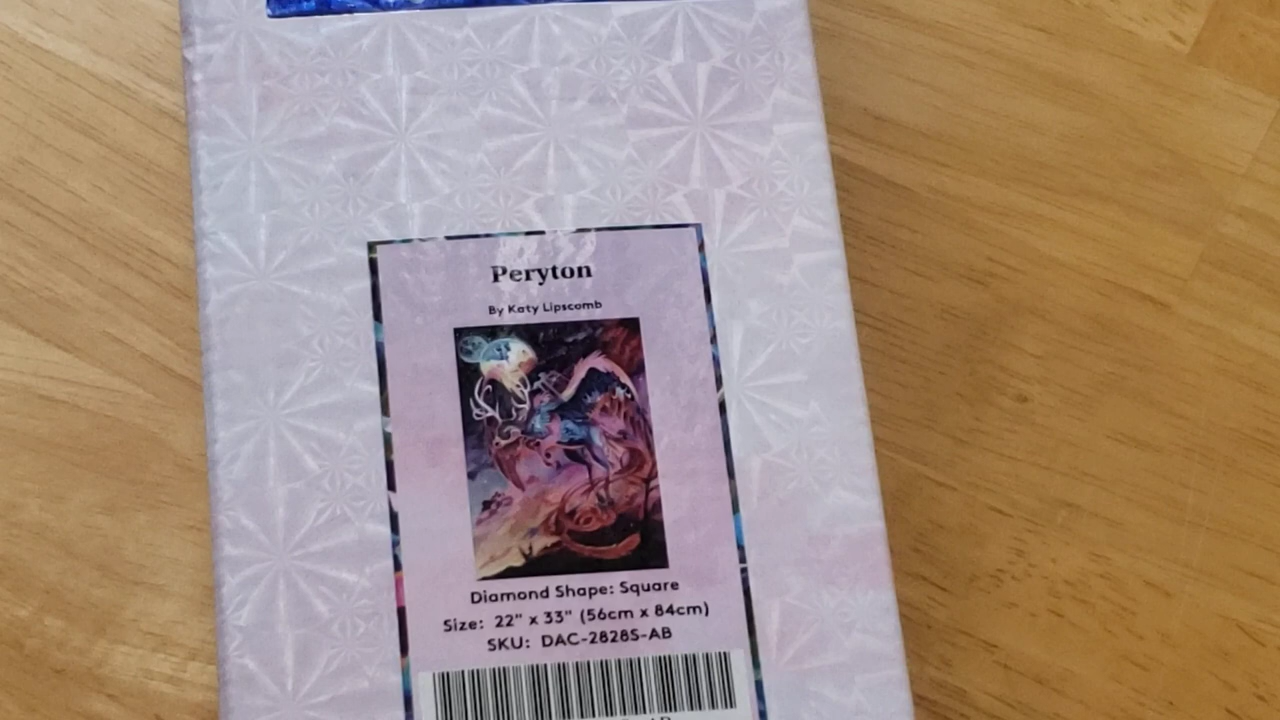 Peryton
By Katy Lipscomb
Diamond Shape: Square
Size: 22" x 33" (56cm x 84cm)
SKU: DAC-2828S-AB